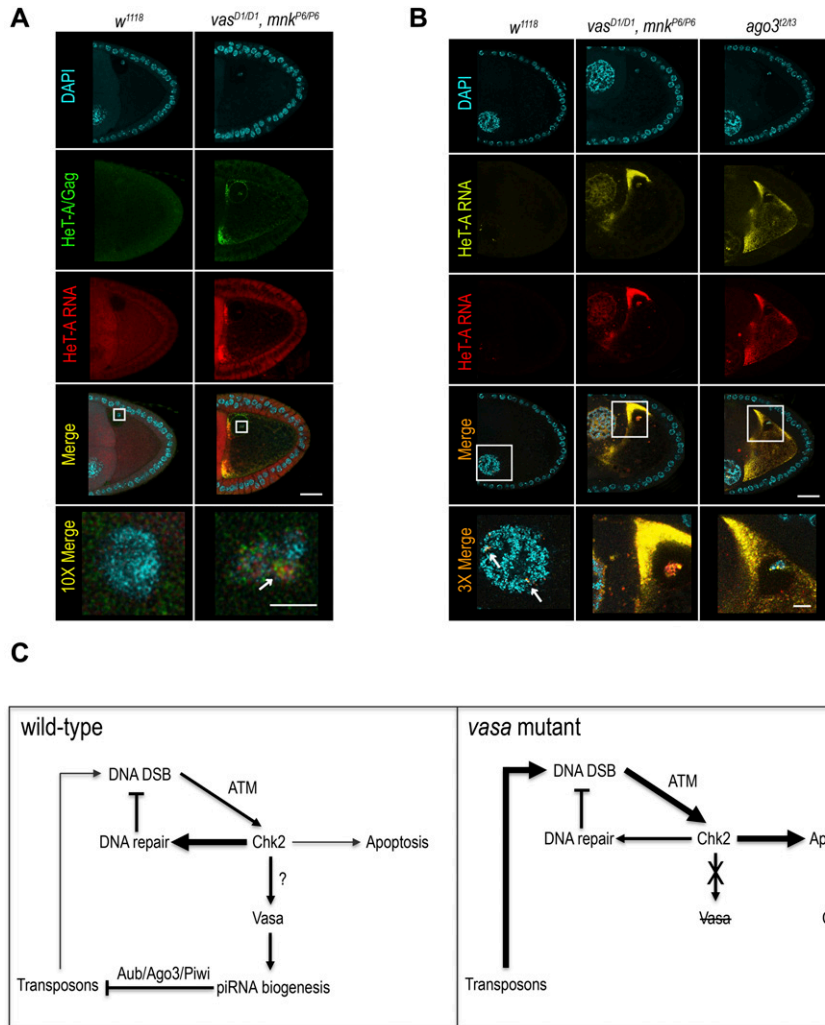 A
w1118
vasD1/D1, mnkP6/P6
DAPI
HeT-A/Gag
HeT-A RNA
Merge
10X Merge
B
w1118
vasD1/D1, mnkP6/P6
ago3t2/t3
DAPI
HeT-A RNA
HeT-A RNA
Merge
3X Merge
C
wild-type
DNA DSB
ATM
DNA repair
Chk2
Apoptosis
?
Vasa
Aub/Ago3/Piwi
Transposons
piRNA biogenesis
vasa mutant
DNA DSB
ATM
DNA repair
Chk2
Ap
Vasa
Transposons